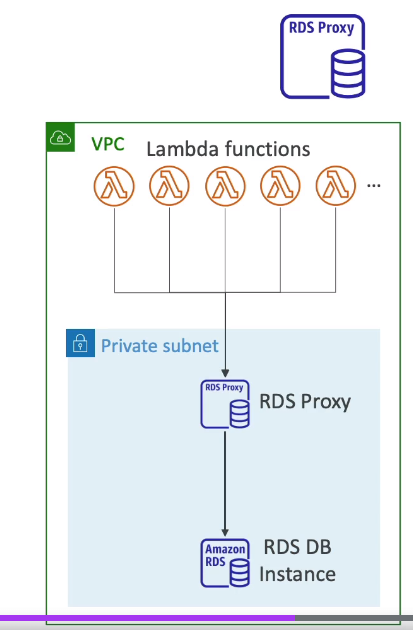 RDS Proxy
VPC
Lambda functions
...
Private subnet
RDS Proxy
RDS Proxy
Amazon
RDS
RDS DB
Instance